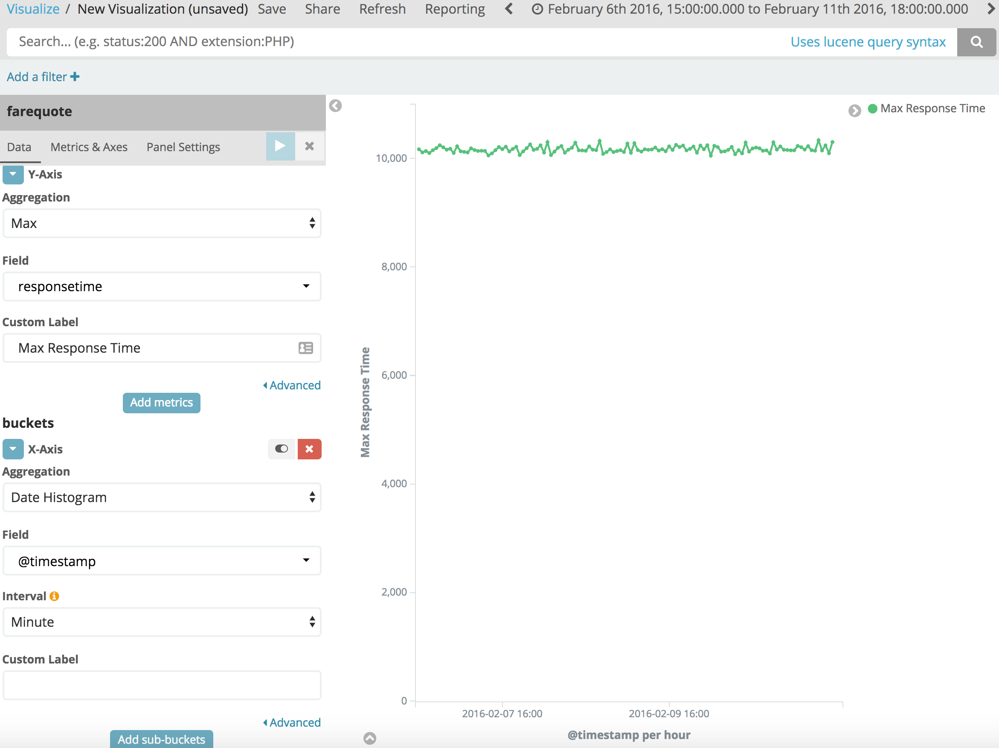 Visualize / New Visualization (unsaved) Save Share Refresh Reporting February 6th 2016, 15:00:00.000 to February 11th 2016, 18:00:00.000
Search... (e.g. status:200 AND extension:PHP) Uses lucene query syntax
Add a filter
farequote
Data Metrics & Axes Panel Settings
Y-Axis
Aggregation
Max
Field
responsetime
Custom Label
Max Response Time
Advanced
Add metrics
buckets
X-Axis
Aggregation
Date Histogram
Field
@timestamp
Interval
Minute
Custom Label
Advanced
Add sub-buckets
Max Response Time
10,000
8,000
6,000
4,000
2,000
0
Max Response Time
2016-02-07 16:00 2016-02-09 16:00
@timestamp per hour